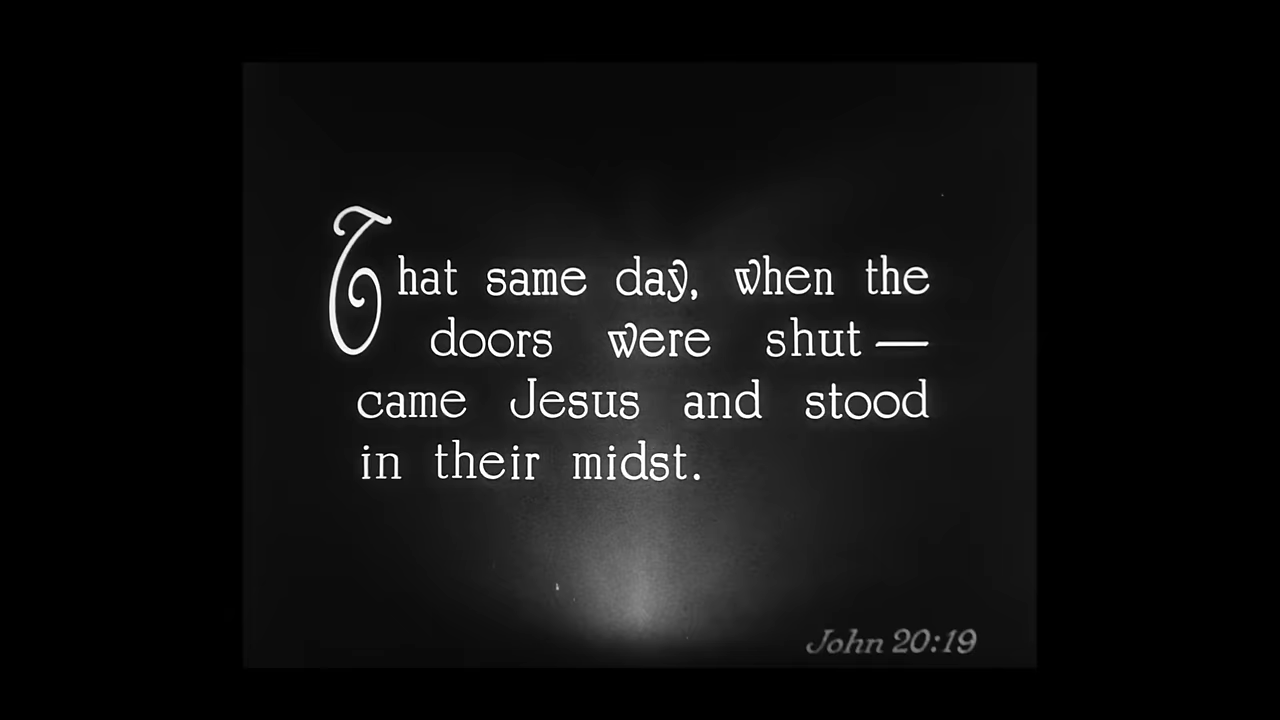 That same day, when the
doors were shut —
came Jesus and stood
in their midst.
John 20:19